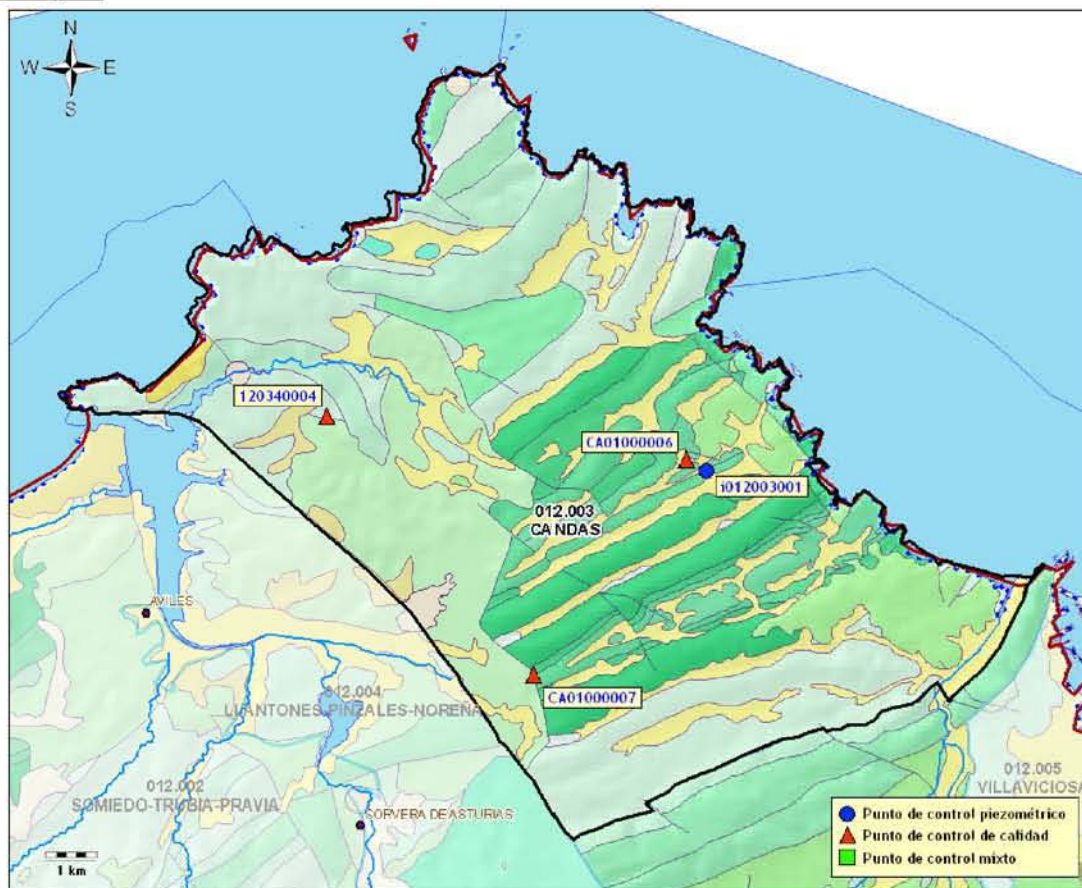 N
W E
S
120340004
CA01000006
i012003001
012.003
CANDAS
AVILES
CA01000007
012.004
LLANTONES-PINZALES-NOREÑA
012.002
SOMIEDO-TRUBIA-PRAVIA
012.005
VILLAVICIOSA
CORVERA DE ASTURIAS
Punto de control piezométrico
Punto de control de calidad
Punto de control mixto
1 km